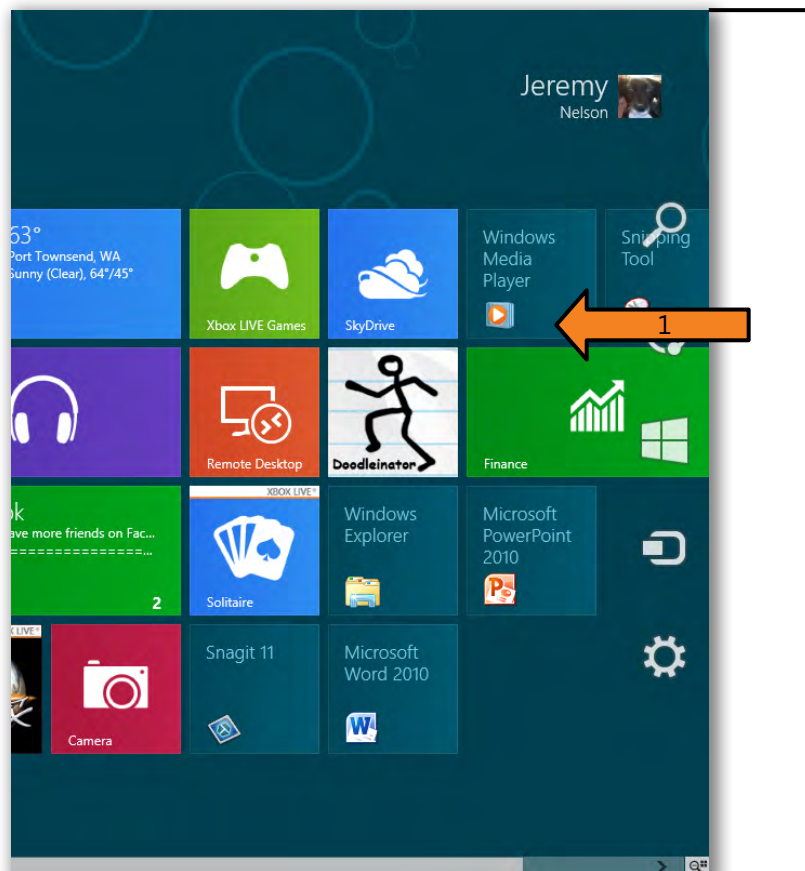 Jeremy
Nelson
63°
Port Townsend, WA
Sunny (Clear), 64°/45°
Xbox LIVE Games
SkyDrive
Windows
Media
Player
Snipping
Tool
1
Remote Desktop
Doodleinator
Finance
ok
ave more friends on Fac...
================...
2
XBOX LIVE
Solitaire
Windows
Explorer
Microsoft
PowerPoint
2010
X LIVE
Camera
Snagit 11
Microsoft
Word 2010